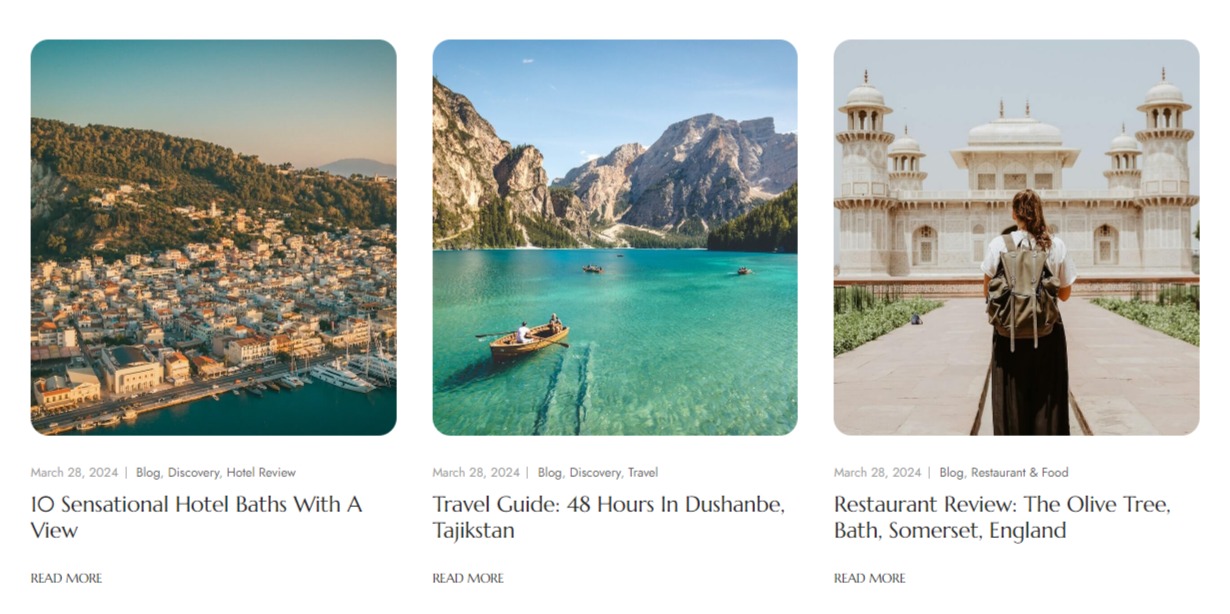 March 28, 2024 | Blog, Discovery, Hotel Review
10 Sensational Hotel Baths With A
View
READ MORE
March 28, 2024 | Blog, Discovery, Travel
Travel Guide: 48 Hours In Dushanbe,
Tajikstan
READ MORE
March 28, 2024 | Blog, Restaurant & Food
Restaurant Review: The Olive Tree,
Bath, Somerset, England
READ MORE